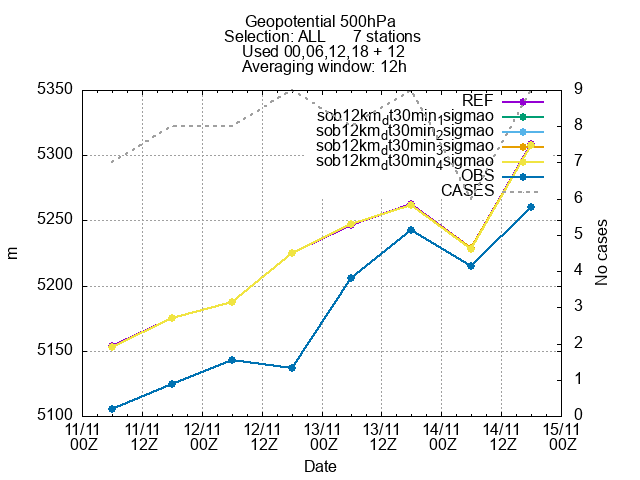 Geopotential 500hPa
Selection: ALL 7 stations
Used 00,06,12,18 + 12
Averaging window: 12h
5350
5300
5250
5200
5150
5100
m
9
8
7
6
5
4
3
2
1
0
No cases
REF
sob12km_dt30min_1sigmao
sob12km_dt30min_2sigmao
sob12km_dt30min_3sigmao
sob12km_dt30min_4sigmao
OBS
CASES
11/11 11/11 12/11 12/11 13/11 13/11 14/11 14/11 15/11
00Z 12Z 00Z 12Z 00Z 12Z 00Z 12Z 00Z
Date